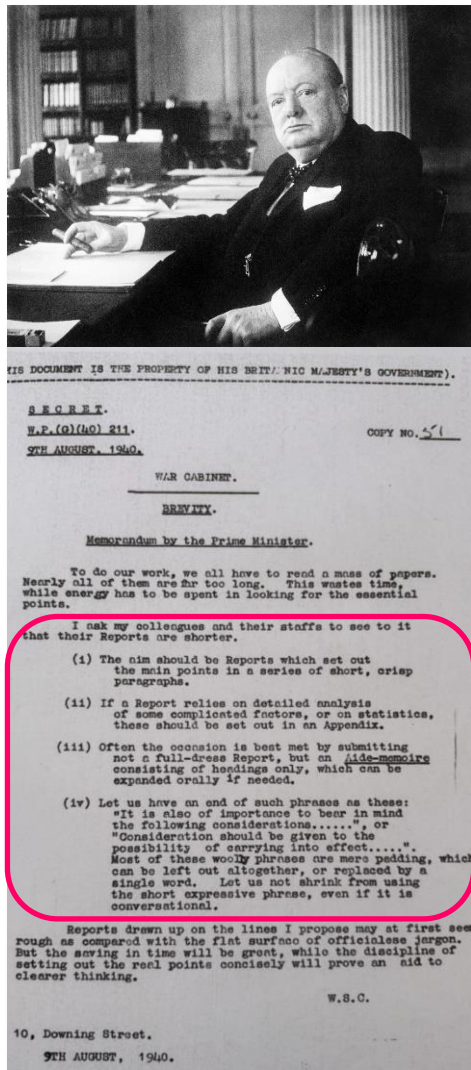 HIS DOCUMENT IS THE PROPERTY OF HIS BRITANNIC MAJESTY'S GOVERNMENT).
SECRET.
W.P.(G)(40) 211.
9TH AUGUST, 1940.
COPY NO. 51
WAR CABINET.
BREVITY.
Memorandum by the Prime Minister.
To do our work, we all have to read a mass of papers.
Nearly all of them are far too long. This wastes time,
while energy has to be spent in looking for the essential
points.
I ask my colleagues and their staffs to see to it
that their Reports are shorter.
(i) The aim should be Reports which set out
the main points in a series of short, crisp
paragraphs.
(ii) If a Report relies on detailed analysis
of some complicated factors, or on statistics,
these should be set out in an Appendix.
(iii) Often the occasion is best met by submitting
not a full-dress Report, but an Aide-memoire
consisting of headings only, which can be
expanded orally if needed.
(iv) Let us have an end of such phrases as these:
"It is also of importance to bear in mind
the following considerations......", or
"Consideration should be given to the
possibility of carrying into effect.....".
Most of these woolly phrases are mere padding, which
can be left out altogether, or replaced by a
single word. Let us not shrink from using
the short expressive phrase, even if it is
conversational.
Reports drawn up on the lines I propose may at first seem
rough as compared with the flat surface of officialese jargon.
But the saving in time will be great, while the discipline of
setting out the real points concisely will prove an aid to
clearer thinking.
W.S.C.
10, Downing Street.
9TH AUGUST, 1940.